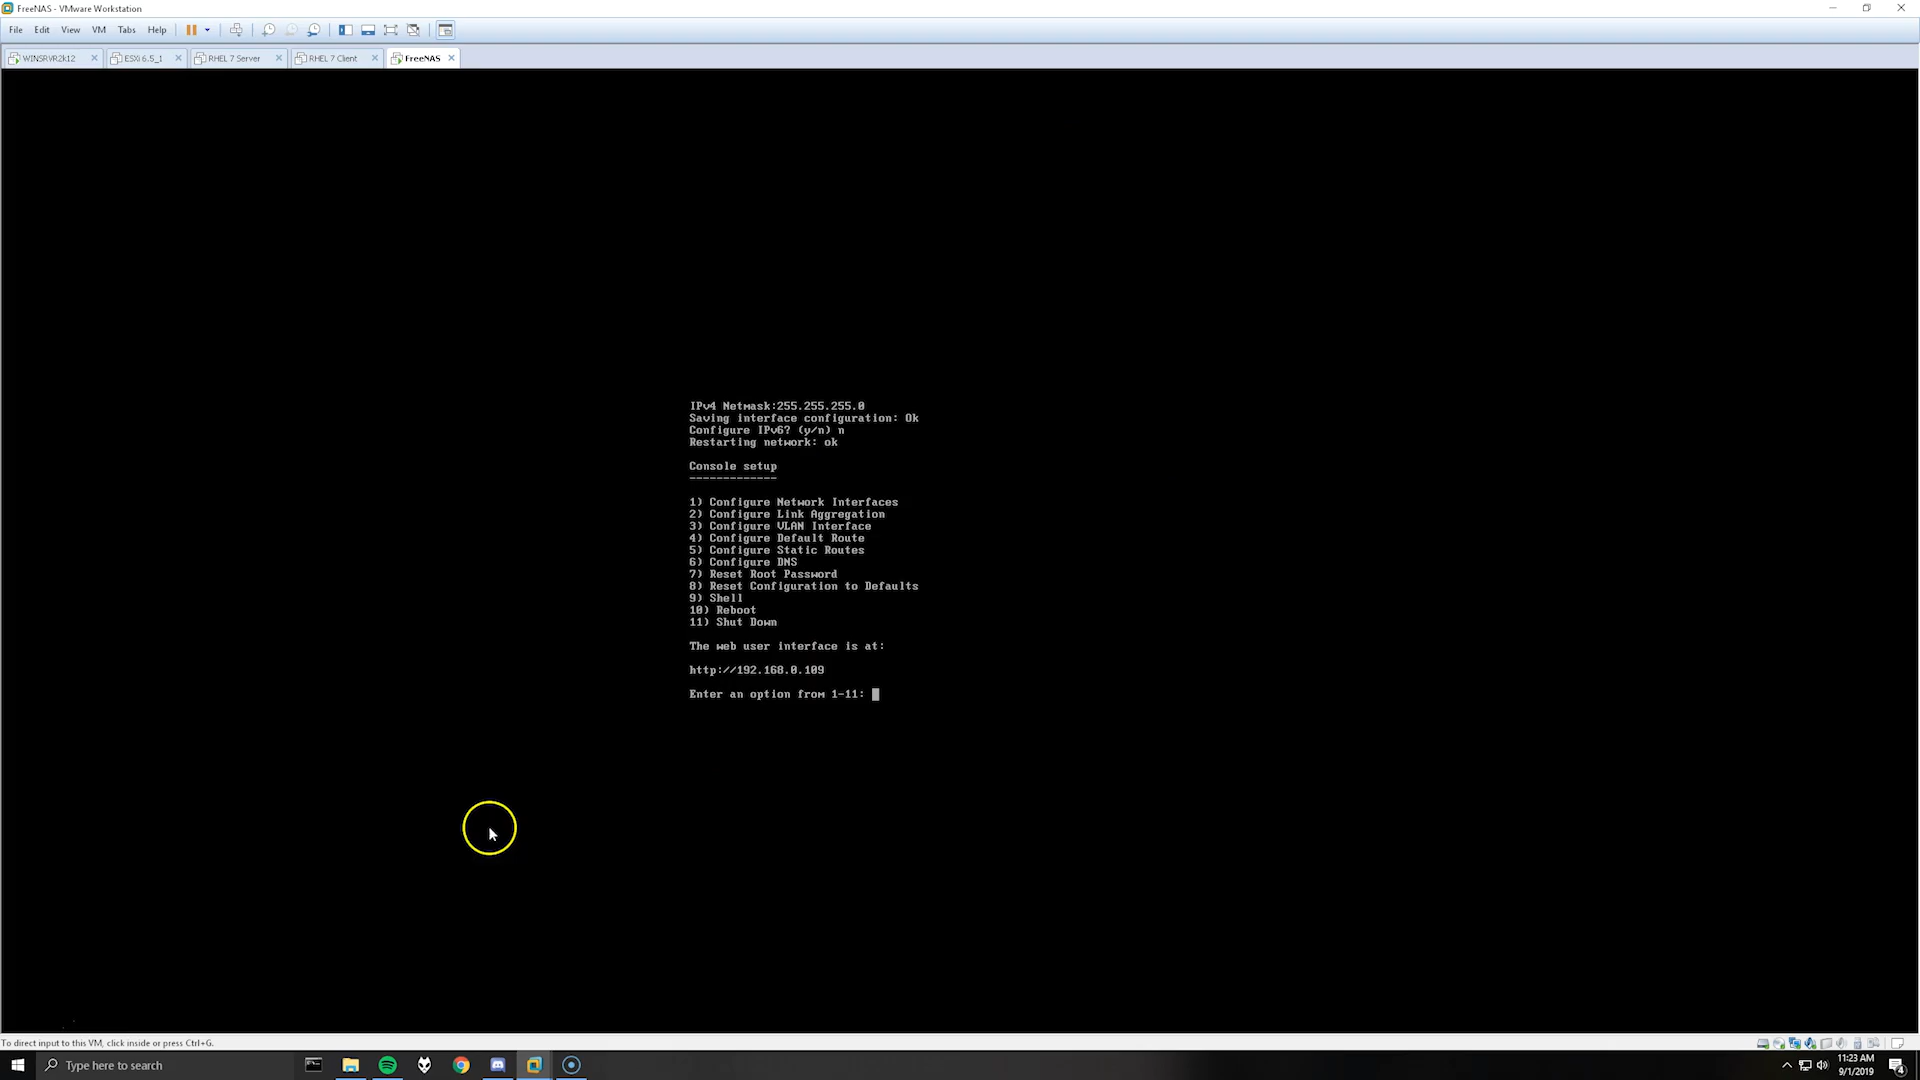 FreeNAS - VMware Workstation
File Edit View VM Tabs Help
WINSRVR2k12 ESXi 6.5_1 RHEL 7 Server RHEL 7 Client FreeNAS
IPv4 Netmask:255.255.255.0
Saving interface configuration: Ok
Configure IPv6? (y/n) n
Restarting network: ok
Console setup
-------------
1) Configure Network Interfaces
2) Configure Link Aggregation
3) Configure VLAN Interface
4) Configure Default Route
5) Configure Static Routes
6) Configure DNS
7) Reset Root Password
8) Reset Configuration to Defaults
9) Shell
10) Reboot
11) Shut Down
The web user interface is at:
http://192.168.0.109
Enter an option from 1-11:
To direct input to this VM, click inside or press Ctrl+G.
Type here to search
11:23 AM
9/1/2019
4